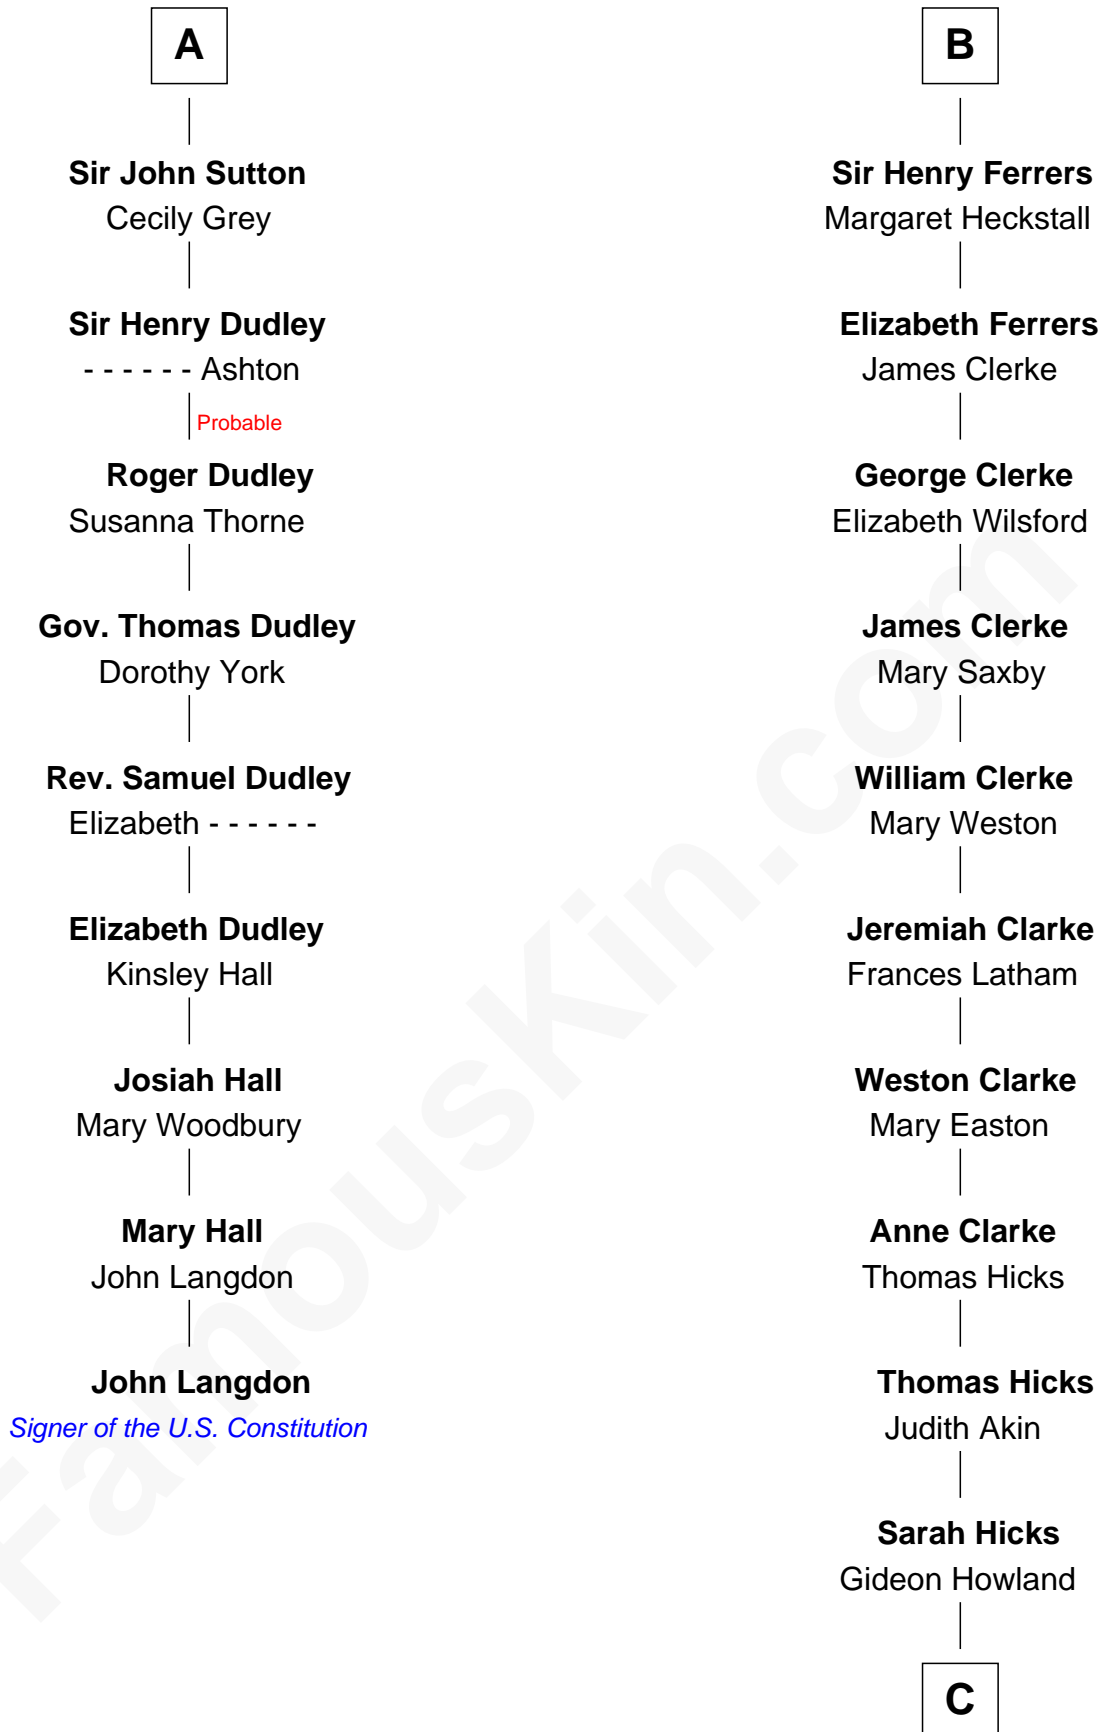 A
Sir John Sutton
Cecily Grey
Sir Henry Dudley
- - - - - - Ashton
Probable
Roger Dudley
Susanna Thorne
Gov. Thomas Dudley
Dorothy York
Rev. Samuel Dudley
Elizabeth - - - - - -
Elizabeth Dudley
Kinsley Hall
Josiah Hall
Mary Woodbury
Mary Hall
John Langdon
John Langdon
Signer of the U.S. Constitution
B
Sir Henry Ferrers
Margaret Heckstall
Elizabeth Ferrers
James Clerke
George Clerke
Elizabeth Wilsford
James Clerke
Mary Saxby
William Clerke
Mary Weston
Jeremiah Clarke
Frances Latham
Weston Clarke
Mary Easton
Anne Clarke
Thomas Hicks
Thomas Hicks
Judith Akin
Sarah Hicks
Gideon Howland
C
FamousKin.com